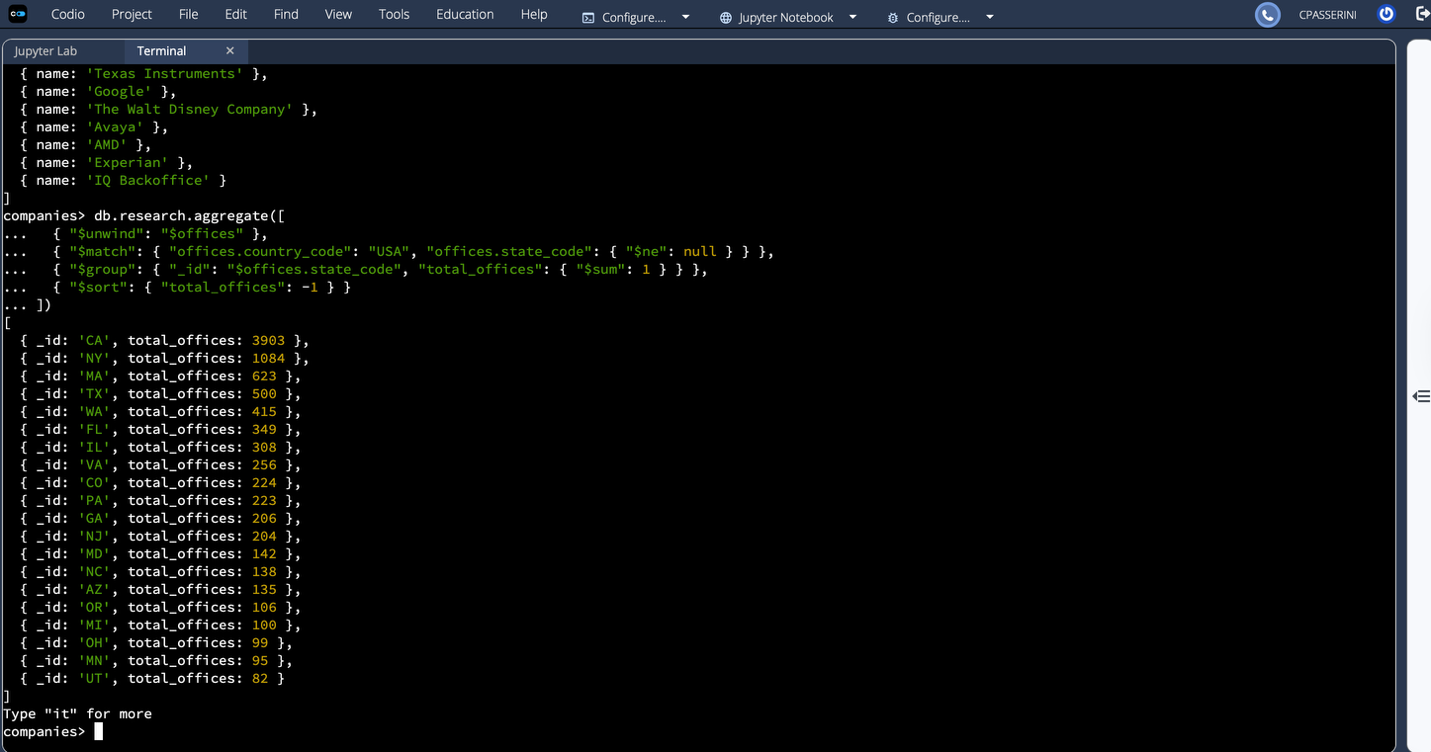 Codio Project File Edit Find View Tools Education Help Configure.... Jupyter Notebook Configure.... CPASSERINI
Jupyter Lab Terminal ×
{ name: 'Texas Instruments' },
{ name: 'Google' },
{ name: 'The Walt Disney Company' },
{ name: 'Avaya' },
{ name: 'AMD' },
{ name: 'Experian' },
{ name: 'IQ Backoffice' }
]
companies> db.research.aggregate([
... { "$unwind": "$offices" },
... { "$match": { "offices.country_code": "USA", "offices.state_code": { "$ne": null } } },
... { "$group": { "_id": "$offices.state_code", "total_offices": { "$sum": 1 } } },
... { "$sort": { "total_offices": -1 } }
... ])
[
{ _id: 'CA', total_offices: 3903 },
{ _id: 'NY', total_offices: 1084 },
{ _id: 'MA', total_offices: 623 },
{ _id: 'TX', total_offices: 500 },
{ _id: 'WA', total_offices: 415 },
{ _id: 'FL', total_offices: 349 },
{ _id: 'IL', total_offices: 308 },
{ _id: 'VA', total_offices: 256 },
{ _id: 'CO', total_offices: 224 },
{ _id: 'PA', total_offices: 223 },
{ _id: 'GA', total_offices: 206 },
{ _id: 'NJ', total_offices: 204 },
{ _id: 'MD', total_offices: 142 },
{ _id: 'NC', total_offices: 138 },
{ _id: 'AZ', total_offices: 135 },
{ _id: 'OR', total_offices: 106 },
{ _id: 'MI', total_offices: 100 },
{ _id: 'OH', total_offices: 99 },
{ _id: 'MN', total_offices: 95 },
{ _id: 'UT', total_offices: 82 }
]
Type "it" for more
companies>